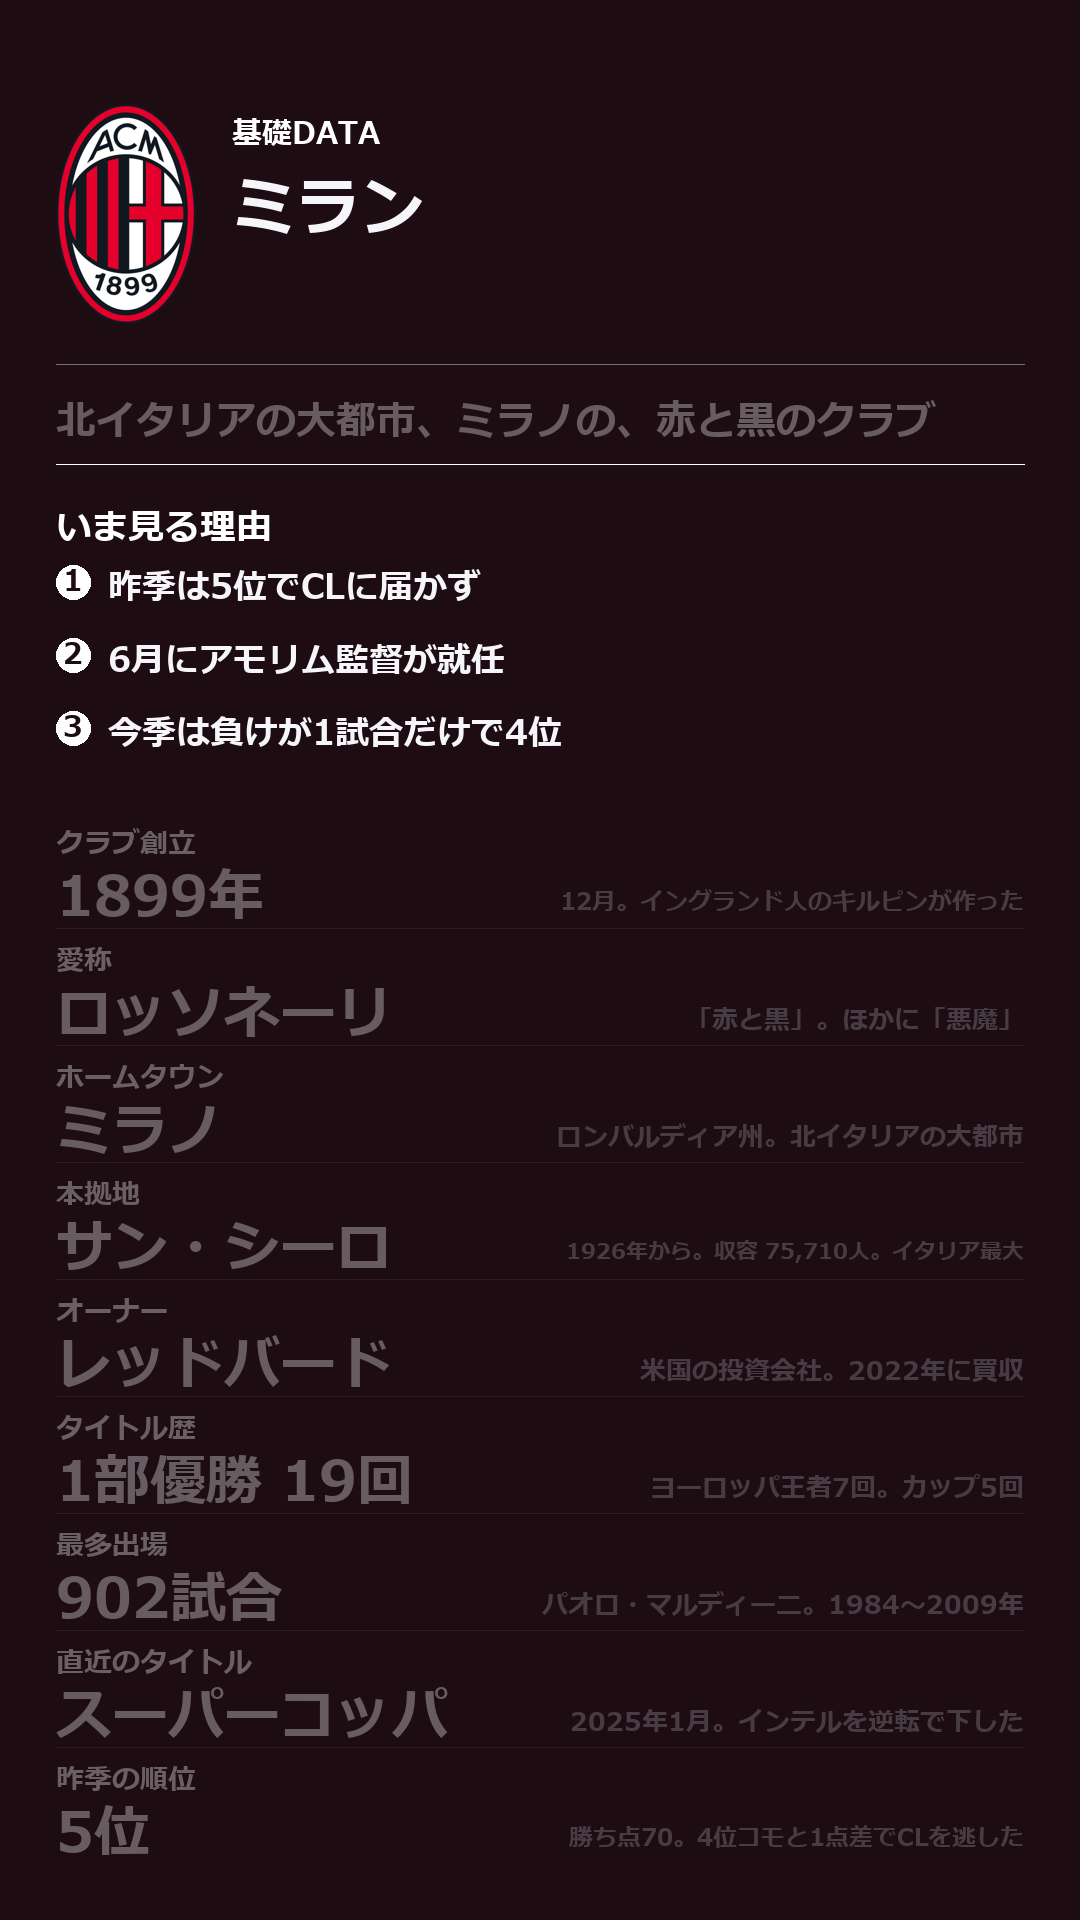 ACM
1899
基礎DATA
ミラン
北イタリアの大都市、ミラノの、赤と黒のクラブ
いま見る理由
1 昨季は5位でCLに届かず
2 6月にアモリム監督が就任
3 今季は負けが1試合だけで4位
クラブ創立
1899年 12月。イングランド人のキルピンが作った
愛称
ロッソネーリ 「赤と黒」。ほかに「悪魔」
ホームタウン
ミラノ ロンバルディア州。北イタリアの大都市
本拠地
サン・シーロ 1926年から。収容 75,710人。イタリア最大
オーナー
レッドバード 米国の投資会社。2022年に買収
タイトル歴
1部優勝 19回 ヨーロッパ王者7回。カップ5回
最多出場
902試合 パオロ・マルディーニ。1984〜2009年
直近のタイトル
スーパーコッパ 2025年1月。インテルを逆転で下した
昨季の順位
5位 勝ち点70。4位コモと1点差でCLを逃した